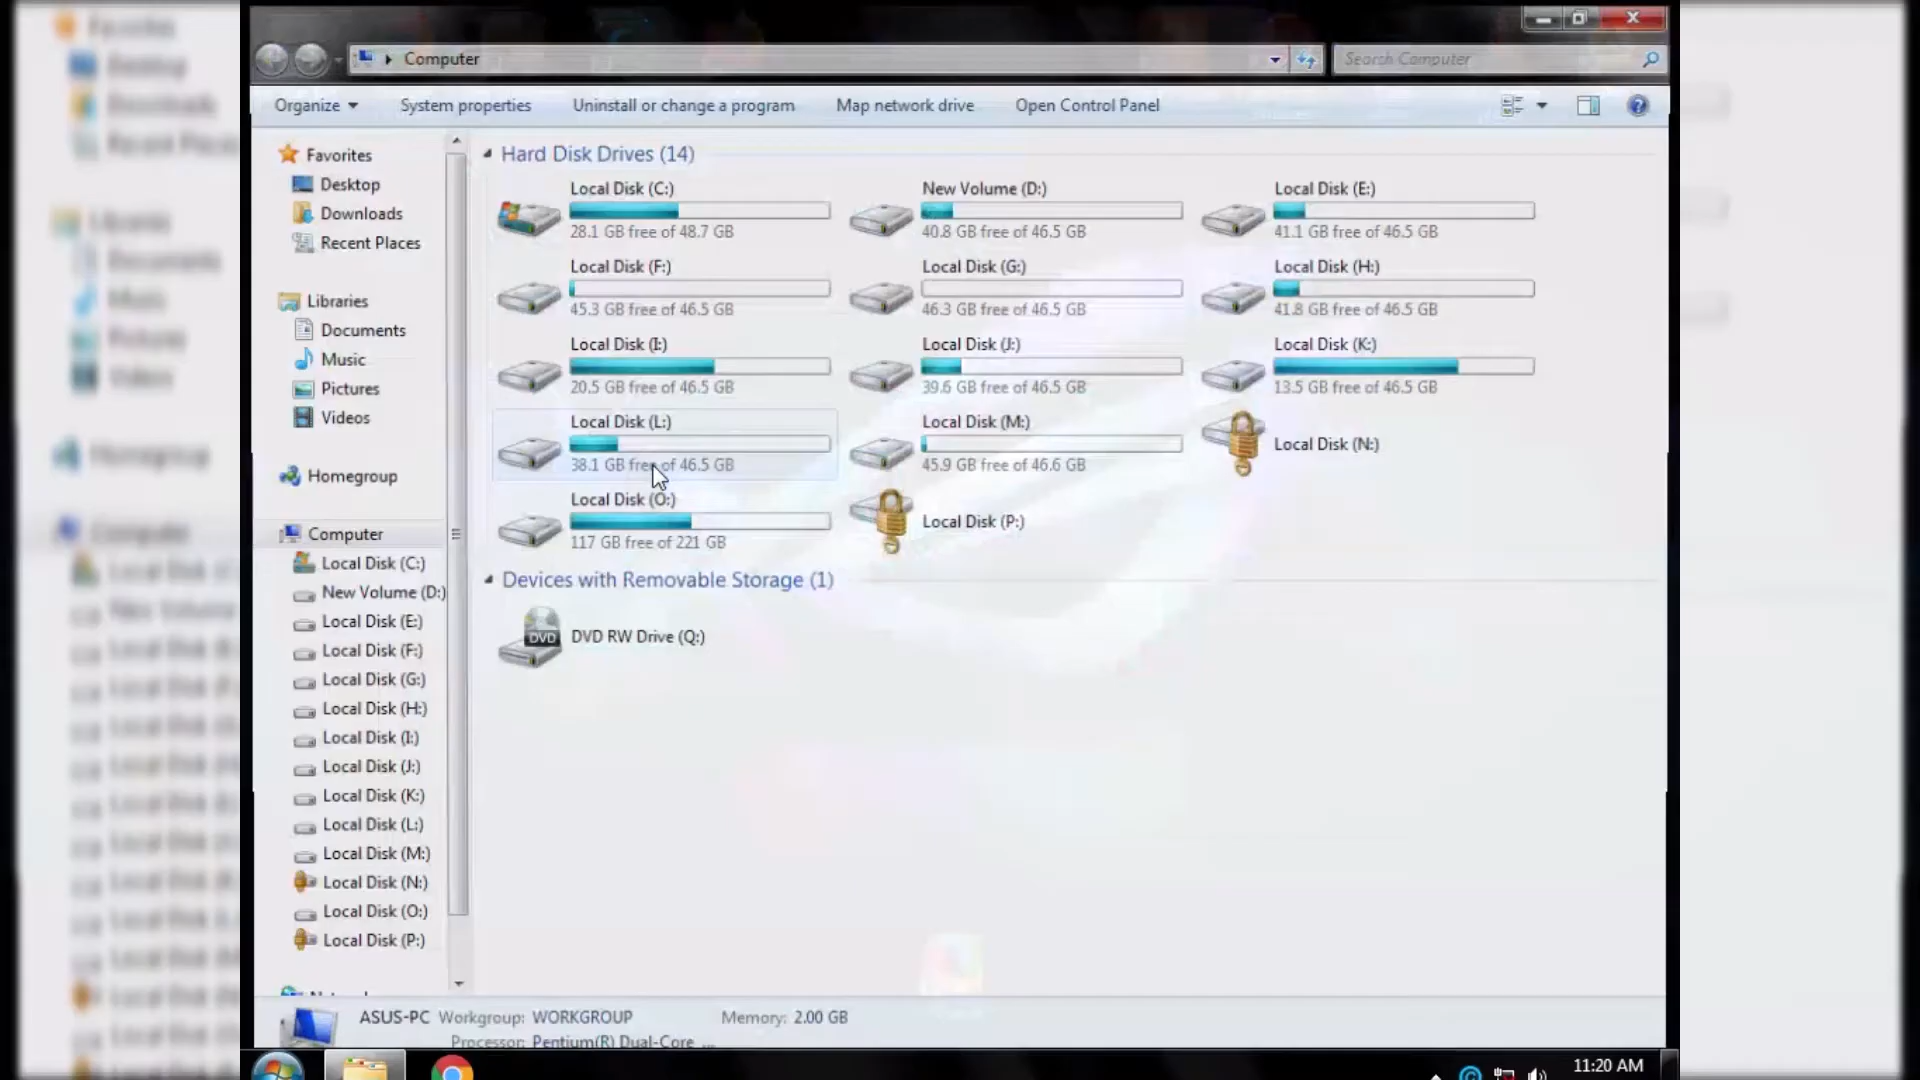 Computer
Search Computer
Organize
System properties
Uninstall or change a program
Map network drive
Open Control Panel
Favorites
Desktop
Downloads
Recent Places
Libraries
Documents
Music
Pictures
Videos
Homegroup
Computer
Local Disk (C:)
New Volume (D:)
Local Disk (E:)
Local Disk (F:)
Local Disk (G:)
Local Disk (H:)
Local Disk (I:)
Local Disk (J:)
Local Disk (K:)
Local Disk (L:)
Local Disk (M:)
Local Disk (N:)
Local Disk (O:)
Local Disk (P:)
Hard Disk Drives (14)
Local Disk (C:)
28.1 GB free of 48.7 GB
New Volume (D:)
40.8 GB free of 46.5 GB
Local Disk (E:)
41.1 GB free of 46.5 GB
Local Disk (F:)
45.3 GB free of 46.5 GB
Local Disk (G:)
46.3 GB free of 46.5 GB
Local Disk (H:)
41.8 GB free of 46.5 GB
Local Disk (I:)
20.5 GB free of 46.5 GB
Local Disk (J:)
39.6 GB free of 46.5 GB
Local Disk (K:)
13.5 GB free of 46.5 GB
Local Disk (L:)
38.1 GB free of 46.5 GB
Local Disk (M:)
45.9 GB free of 46.6 GB
Local Disk (N:)
Local Disk (O:)
117 GB free of 221 GB
Local Disk (P:)
Devices with Removable Storage (1)
DVD
DVD RW Drive (Q:)
ASUS-PC Workgroup: WORKGROUP Memory: 2.00 GB
Processor: Pentium(R) Dual-Core ...
11:20 AM